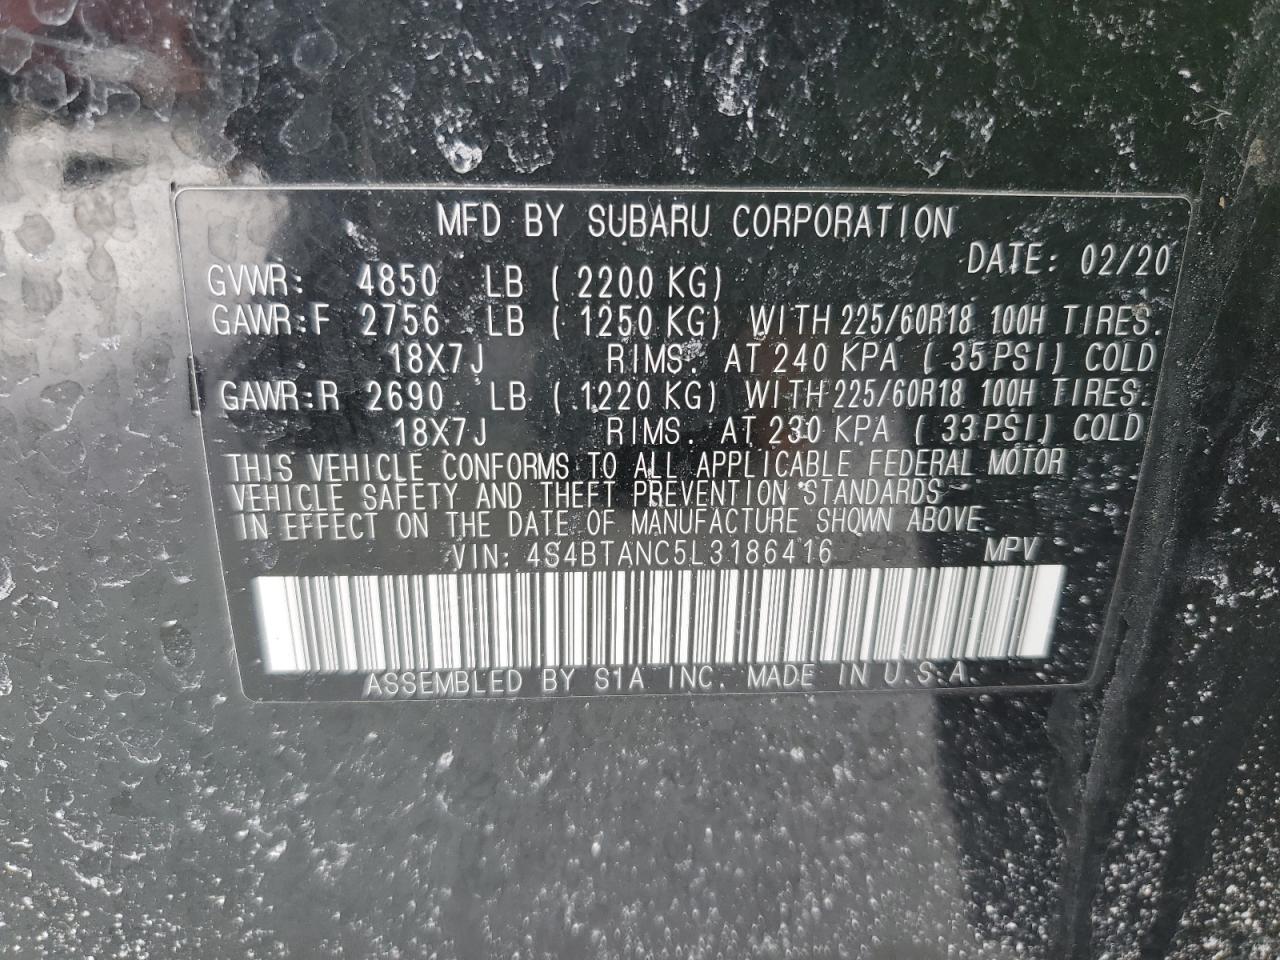 MFD BY SUBARU CORPORATION
DATE: 02/20
GVWR: 4850 LB ( 2200 KG)
GAWR:F 2756 LB ( 1250 KG) WITH 225/60R18 100H TIRES.
18X7J RIMS. AT 240 KPA ( 35 PSI) COLD
GAWR:R 2690 LB ( 1220 KG) WITH 225/60R18 100H TIRES.
18X7J RIMS. AT 230 KPA ( 33 PSI) COLD
THIS VEHICLE CONFORMS TO ALL APPLICABLE FEDERAL MOTOR
VEHICLE SAFETY AND THEFT PREVENTION STANDARDS
IN EFFECT ON THE DATE OF MANUFACTURE SHOWN ABOVE.
VIN: 4S4BTANC5L3186416 MPV
ASSEMBLED BY SIA INC. MADE IN U.S.A.